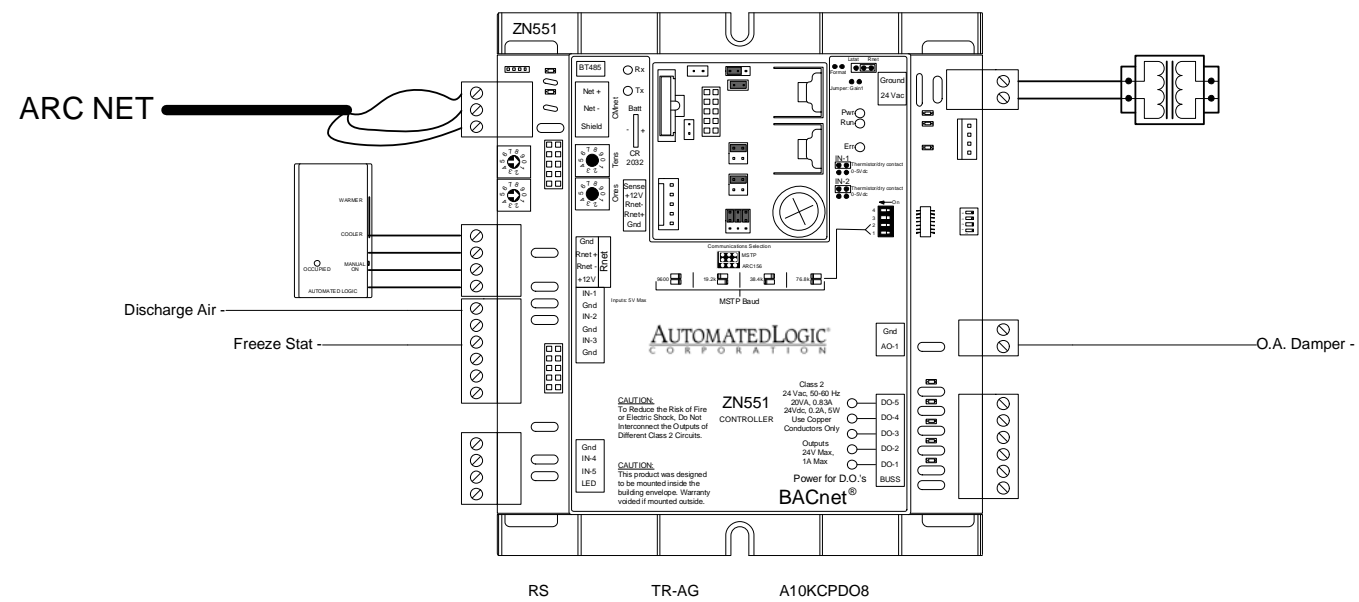 ZN551
ARC NET
BT485
Rx
Tx
Net +
Net -
Shield
CMnet
Batt
- +
CR
2032
Tens
Ones
Sense
+12V
Rnet-
Rnet+
Gnd
Lstat Rnet
Format
Jumper: Gain1
Ground
24 Vac
Pwr
Run
Err
IN-1
Thermistor/dry contact
0-5Vdc
IN-2
Thermistor/dry contact
0-5Vdc
On
4
3
2
1
WARMER
COOLER
MANUAL
ON
OCCUPIED
AUTOMATED LOGIC
Gnd
Rnet +
Rnet -
+12V
Rnet
Communications Selection
MSTP
ARC156
9600
19.2k
38.4k
76.8k
MSTP Baud
IN-1
Gnd
IN-2
Gnd
IN-3
Gnd
Inputs: 5V Max
Discharge Air -
Freeze Stat -
AUTOMATEDLOGIC®
CORPORATION
Gnd
AO-1
O.A. Damper -
CAUTION:
To Reduce the Risk of Fire
or Electric Shock, Do Not
Interconnect the Outputs of
Different Class 2 Circuits.
ZN551
CONTROLLER
Class 2
24 Vac, 50-60 Hz
20VA, 0.83A
24Vdc, 0.2A, 5W
Use Copper
Conductors Only
Outputs
24V Max,
1A Max
DO-5
DO-4
DO-3
DO-2
DO-1
BUSS
Gnd
IN-4
IN-5
LED
CAUTION:
This product was designed
to be mounted inside the
building envelope. Warranty
voided if mounted outside.
Power for D.O.'s
BACnet®
RS
TR-AG
A10KCPDO8